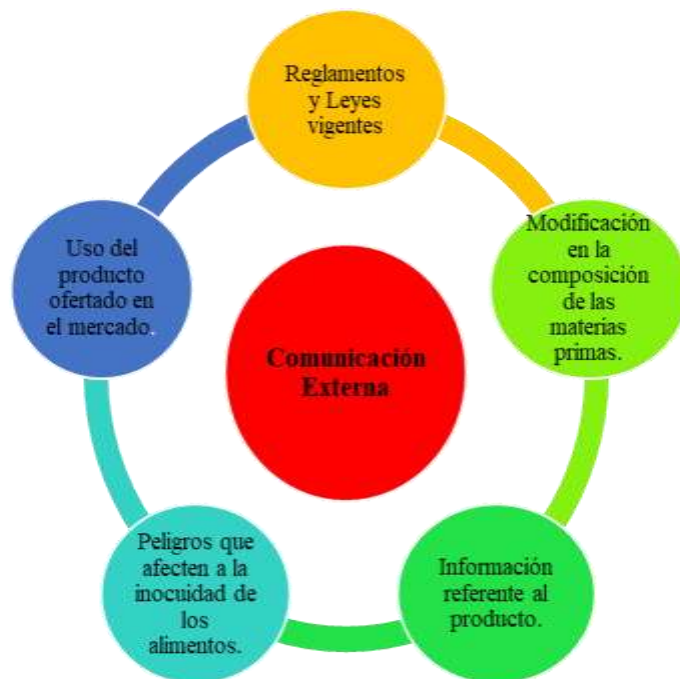 Reglamentos
y Leyes
vigentes
Modificación
en la
composición
de las
materias
primas.
Información
referente al
producto.
Peligros que
afecten a la
inocuidad de
los
alimentos.
Uso del
producto
ofertado en
el mercado.
Comunicación
Externa